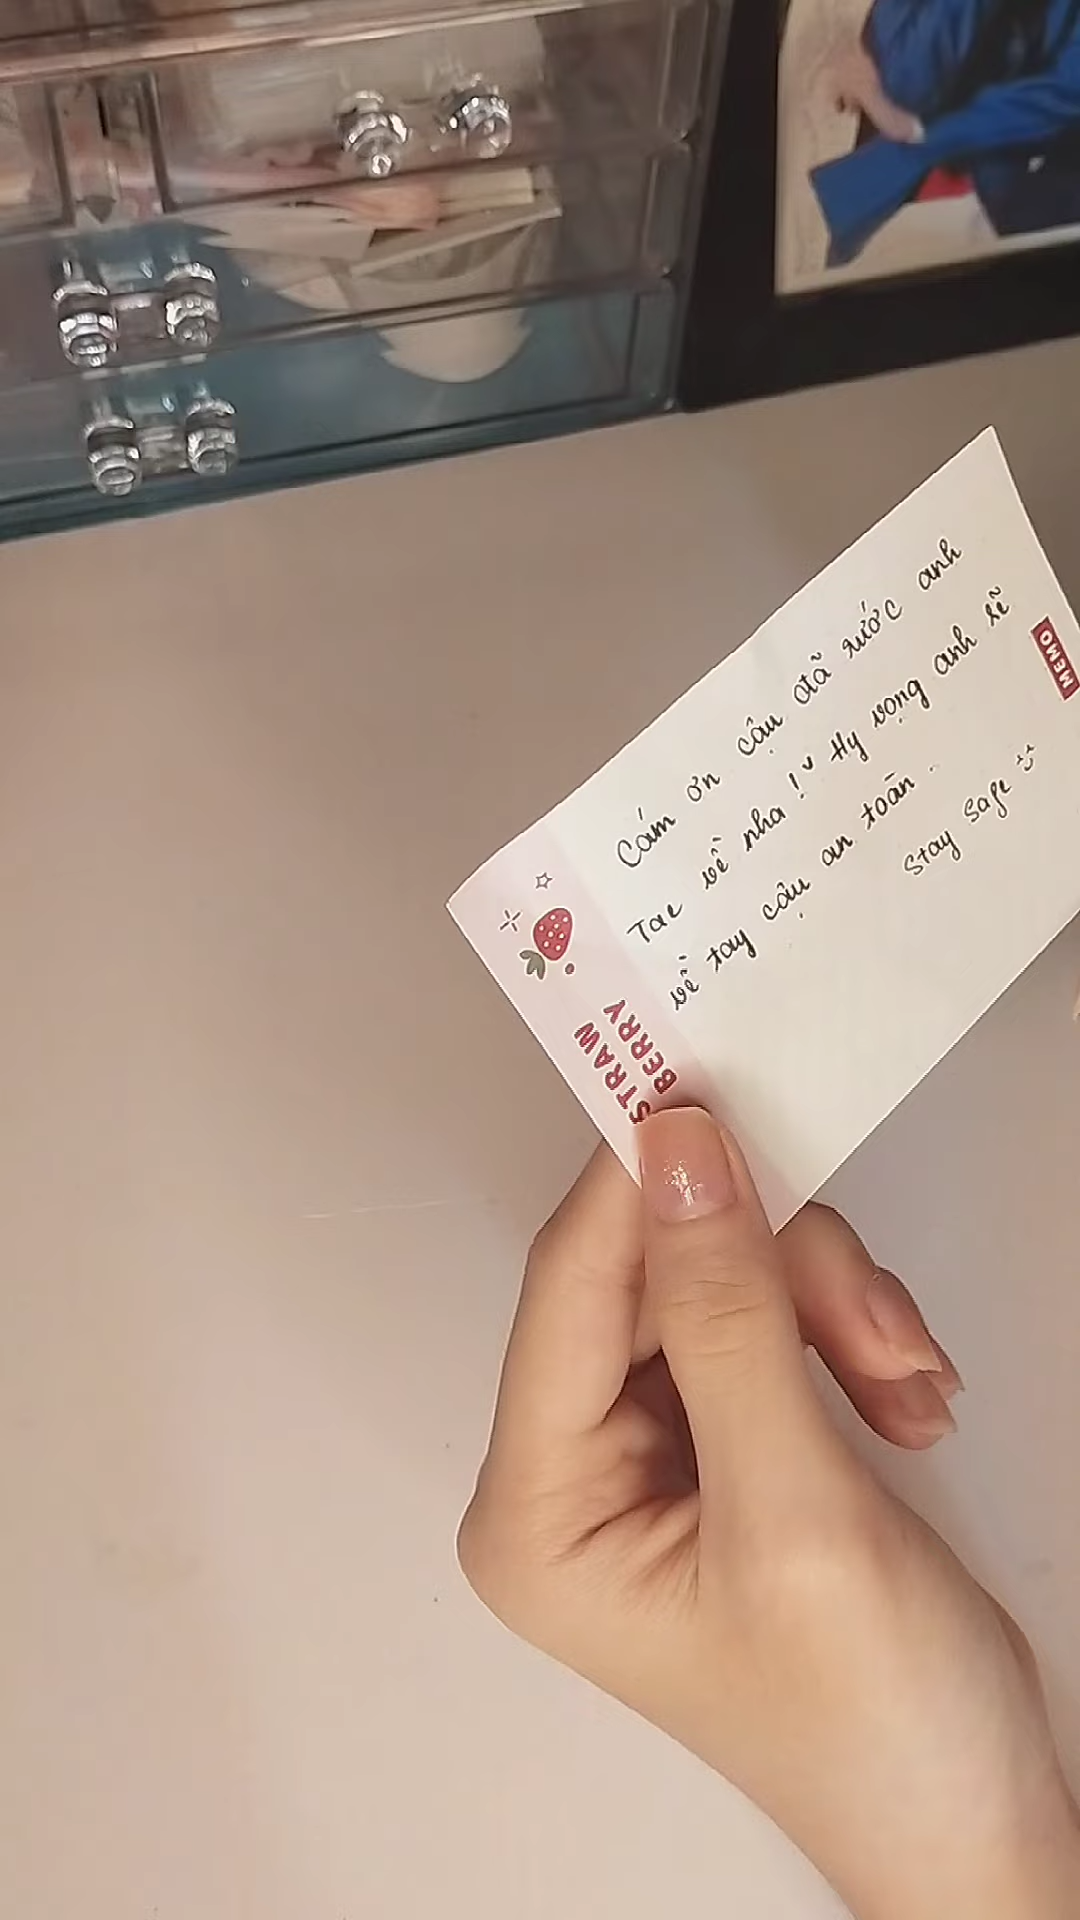 Cám ơn cậu đã rước anh
Tae về nha! Hy vọng anh sẽ
về tay cậu an toàn.
Stay safe
STRAW
BERRY
MEMO